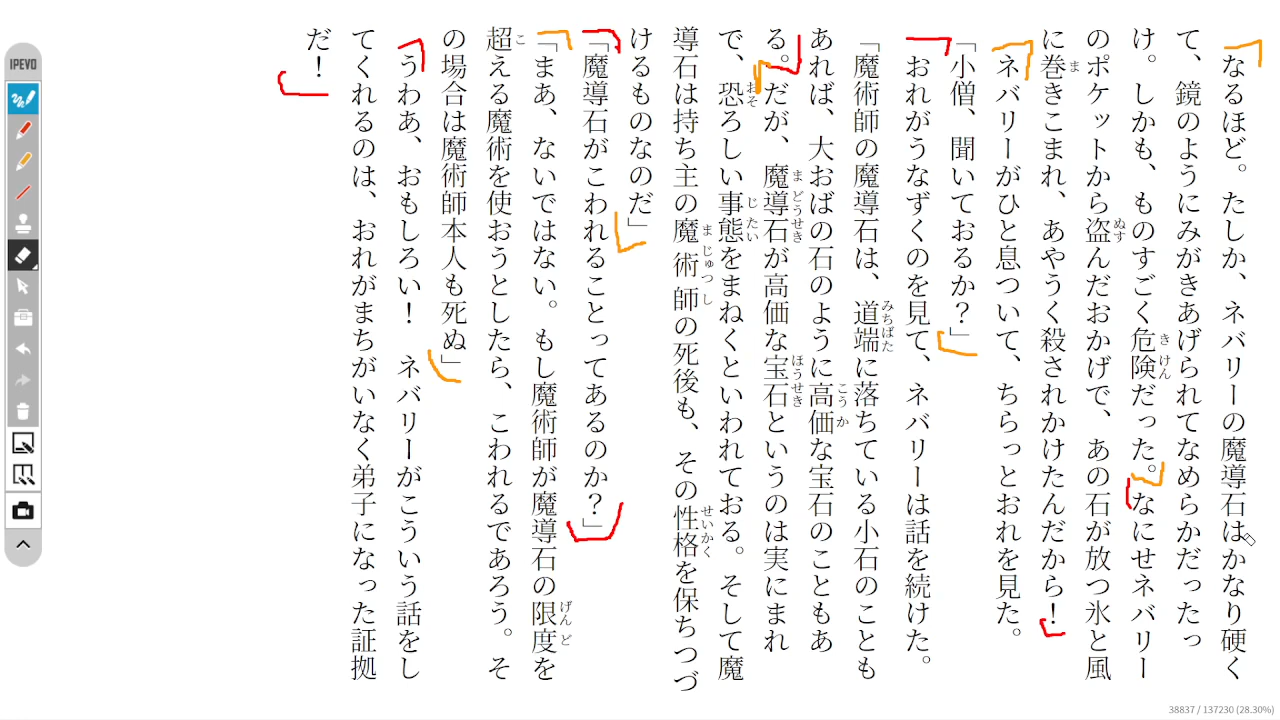 なるほど。たしか、ネバリーの魔導石はかなり硬く
て、鏡のようにみがきあげられてなめらかだったっ
け。しかも、ものすごく危険だった。なにせネバリー
のポケットから盗んだおかげで、あの石が放つ氷と風
に巻きこまれ、あやうく殺されかけたんだから！
ネバリーがひと息ついて、ちらっとおれを見た。
「小僧、聞いておるか？」
おれがうなずくのを見て、ネバリーは話を続けた。
「魔術師の魔導石は、道端に落ちている小石のことも
あれば、大おばの石のように高価な宝石のこともあ
る。だが、魔導石が高価な宝石というのは実にまれ
で、恐ろしい事態をまねくといわれておる。そして魔
導石は持ち主の魔術師の死後も、その性格を保ちつづ
けるものなのだ」
「魔導石がこわれることってあるのか？」
「まあ、ないではない。もし魔術師が魔導石の限度を
超える魔術を使おうとしたら、こわれるであろう。そ
の場合は魔術師本人も死ぬ」
うわあ、おもしろい！　ネバリーがこういう話をし
てくれるのは、おれがまちがいなく弟子になった証拠
だ！
IPEVO
38837 / 137230 (28.30%)